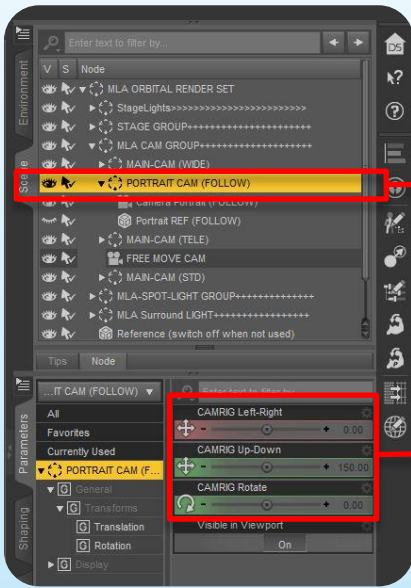 Enter text to filter by...
V S Node
MLA ORBITAL RENDER SET
StageLights>>>>>>>>>>>>>>>>>>>>>>>>
STAGE GROUP++++++++++++++++++++++
MLA CAM GROUP+++++++++++++++++++++
MAIN-CAM (WIDE)
PORTRAIT CAM (FOLLOW)
Camera Portrait (FOLLOW)
Portrait REF (FOLLOW)
MAIN-CAM (TELE)
FREE MOVE CAM
MAIN-CAM (STD)
MLA-SPOT-LIGHT GROUP++++++++++++++
MLA Surround LIGHT+++++++++++++++++
Reference (switch off when not used)
Tips Node
Environment
Scene
DS
?
?
...IT CAM (FOLLOW)
All
Favorites
Currently Used
PORTRAIT CAM (F...
G General
G Transforms
G Translation
G Rotation
G Display
Parameters
Shaping
Enter text to filter by...
CAMRIG Left-Right
- + 0.00
CAMRIG Up-Down
- + 150.00
CAMRIG Rotate
- + 0.00
Visible in Viewport
On